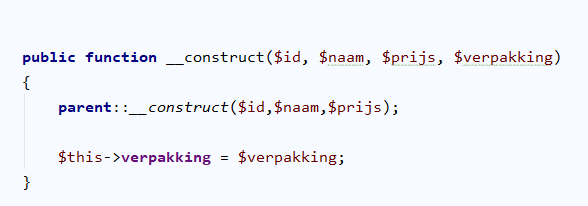 public function __construct($id, $naam, $prijs, $verpakking)
{
parent::__construct($id,$naam,$prijs);
$this->verpakking = $verpakking;
}